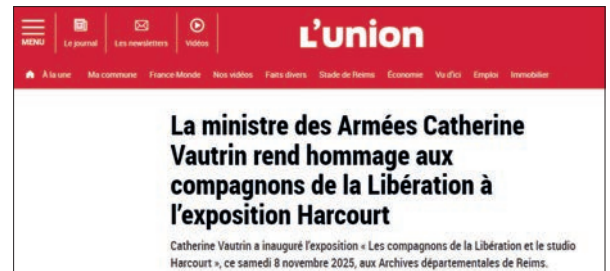 MENU
Le journal
Les newsletters
Vidéos
L'union
À la une Ma commune France-Monde Nos vidéos Faits divers Stade de Reims Économie Vu d'ici Emploi Immobilier
La ministre des Armées Catherine
Vautrin rend hommage aux
compagnons de la Libération à
l'exposition Harcourt
Catherine Vautrin a inauguré l'exposition « Les compagnons de la Libération et le studio
Harcourt », ce samedi 8 novembre 2025, aux Archives départementales de Reims.